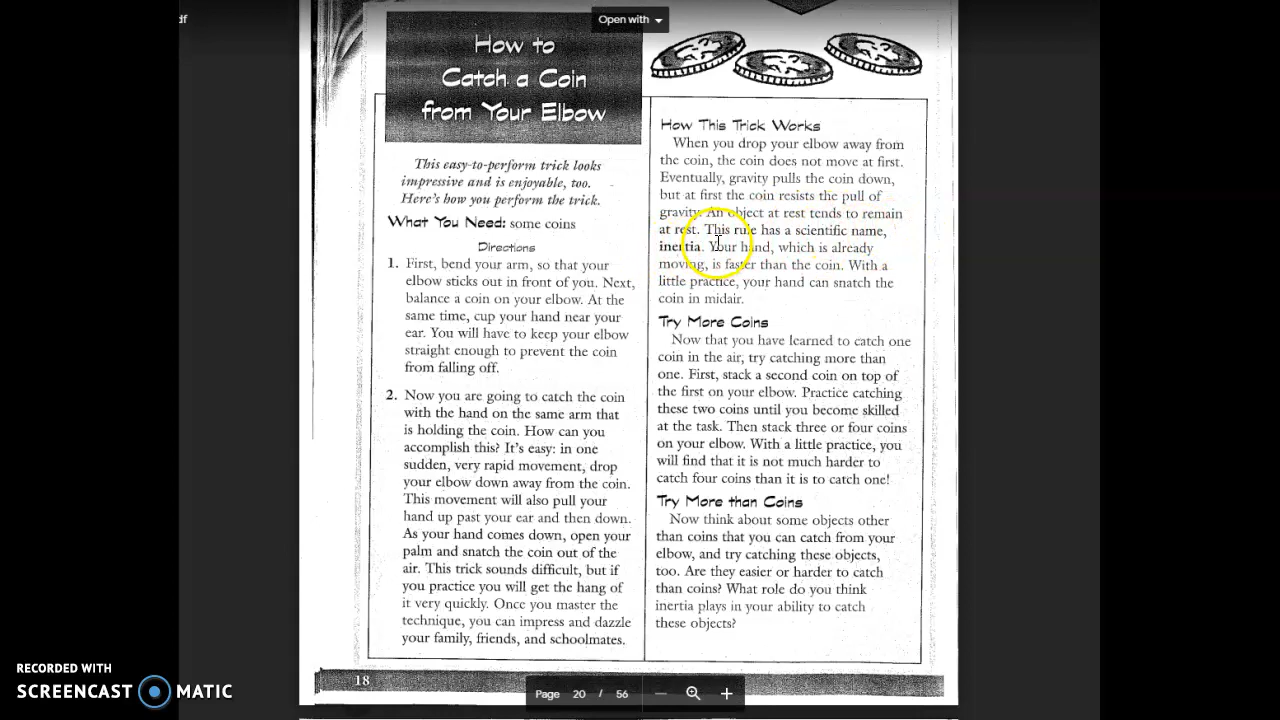 df
Open with
How to
Catch a Coin
from Your Elbow
This easy-to-perform trick looks
impressive and is enjoyable, too.
Here's how you perform the trick.
What You Need: some coins
Directions
1. First, bend your arm, so that your
elbow sticks out in front of you. Next,
balance a coin on your elbow. At the
same time, cup your hand near your
ear. You will have to keep your elbow
straight enough to prevent the coin
from falling off.
2. Now you are going to catch the coin
with the hand on the same arm that
is holding the coin. How can you
accomplish this? It's easy: in one
sudden, very rapid movement, drop
your elbow down away from the coin.
This movement will also pull your
hand up past your ear and then down.
As your hand comes down, open your
palm and snatch the coin out of the
air. This trick sounds difficult, but if
you practice you will get the hang of
it very quickly. Once you master the
technique, you can impress and dazzle
your family, friends, and schoolmates.
How This Trick Works
When you drop your elbow away from
the coin, the coin does not move at first.
Eventually, gravity pulls the coin down,
but at first the coin resists the pull of
gravity. An object at rest tends to remain
at rest. This rule has a scientific name,
inertia. Your hand, which is already
moving, is faster than the coin. With a
little practice, your hand can snatch the
coin in midair.
Try More Coins
Now that you have learned to catch one
coin in the air, try catching more than
one. First, stack a second coin on top of
the first on your elbow. Practice catching
these two coins until you become skilled
at the task. Then stack three or four coins
on your elbow. With a little practice, you
will find that it is not much harder to
catch four coins than it is to catch one!
Try More than Coins
Now think about some objects other
than coins that you can catch from your
elbow, and try catching these objects,
too. Are they easier or harder to catch
than coins? What role do you think
inertia plays in your ability to catch
these objects?
18
Page 20 / 56
RECORDED WITH
SCREENCAST MATIC